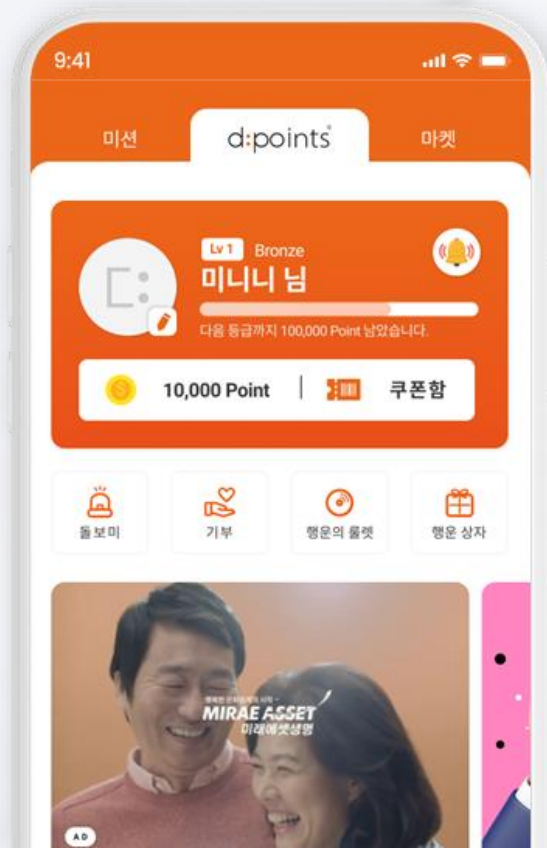 9:41
미션
d:points
마켓
Lv 1 Bronze
미니니 님
다음 등급까지 100,000 Point 남았습니다.
10,000 Point
쿠폰함
돌보미
기부
행운의 룰렛
행운 상자
MIRAE ASSET
미래에셋생명
AD